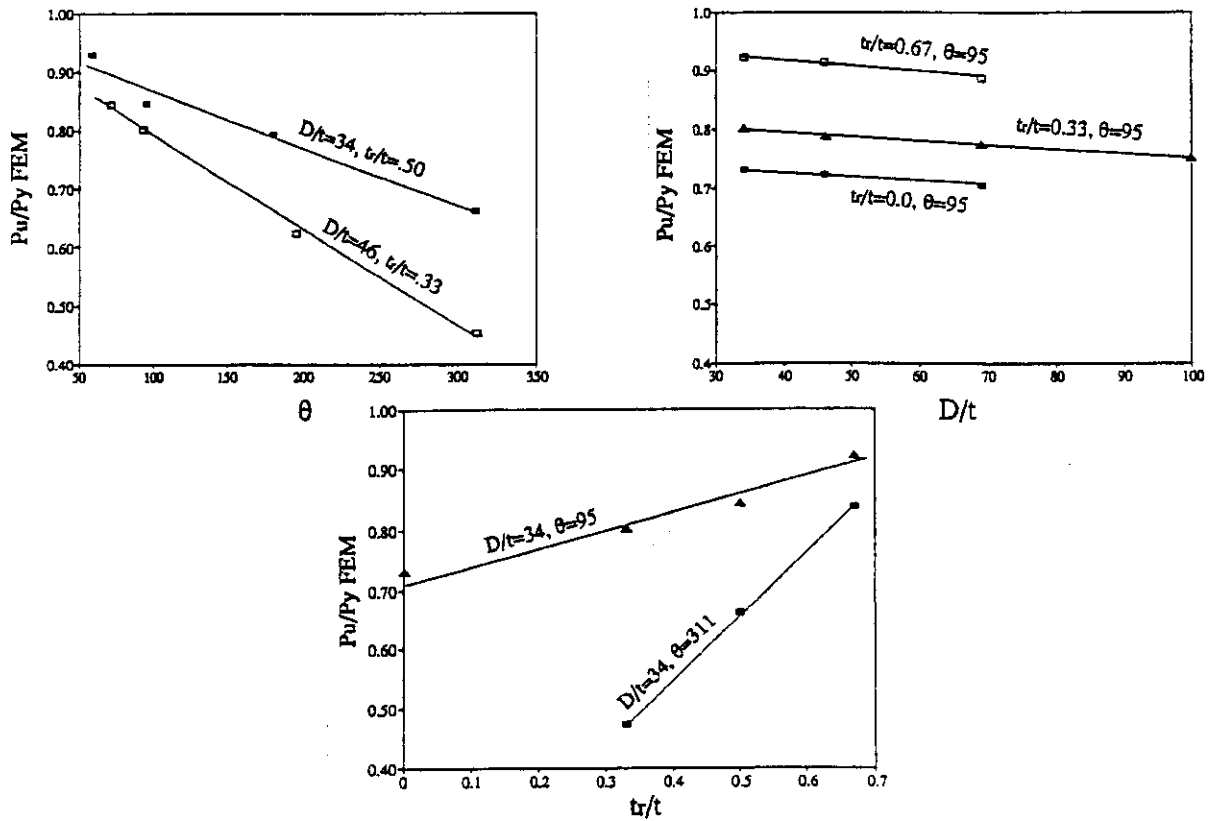 1.00
0.90
0.80
0.70
0.60
0.50
0.40
Pu/Py FEM
D/t=34, tr/t=.50
D/t=46, tr/t=.33
50 100 150 200 250 300 350
θ
1.0
0.9
0.8
0.7
0.6
0.5
0.4
Pu/Py FEM
tr/t=0.67, θ=95
tr/t=0.33, θ=95
tr/t=0.0, θ=95
30 40 50 60 70 80 90 100
D/t
1.00
0.90
0.80
0.70
0.60
0.50
0.40
Pu/Py FEM
D/t=34, θ=95
D/t=34, θ=311
0 0.1 0.2 0.3 0.4 0.5 0.6 0.7
tr/t